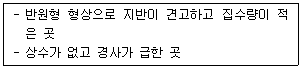 - 반원형 형상으로 지반이 견고하고 집수량이 적
은 곳
- 상수가 없고 경사가 급한 곳